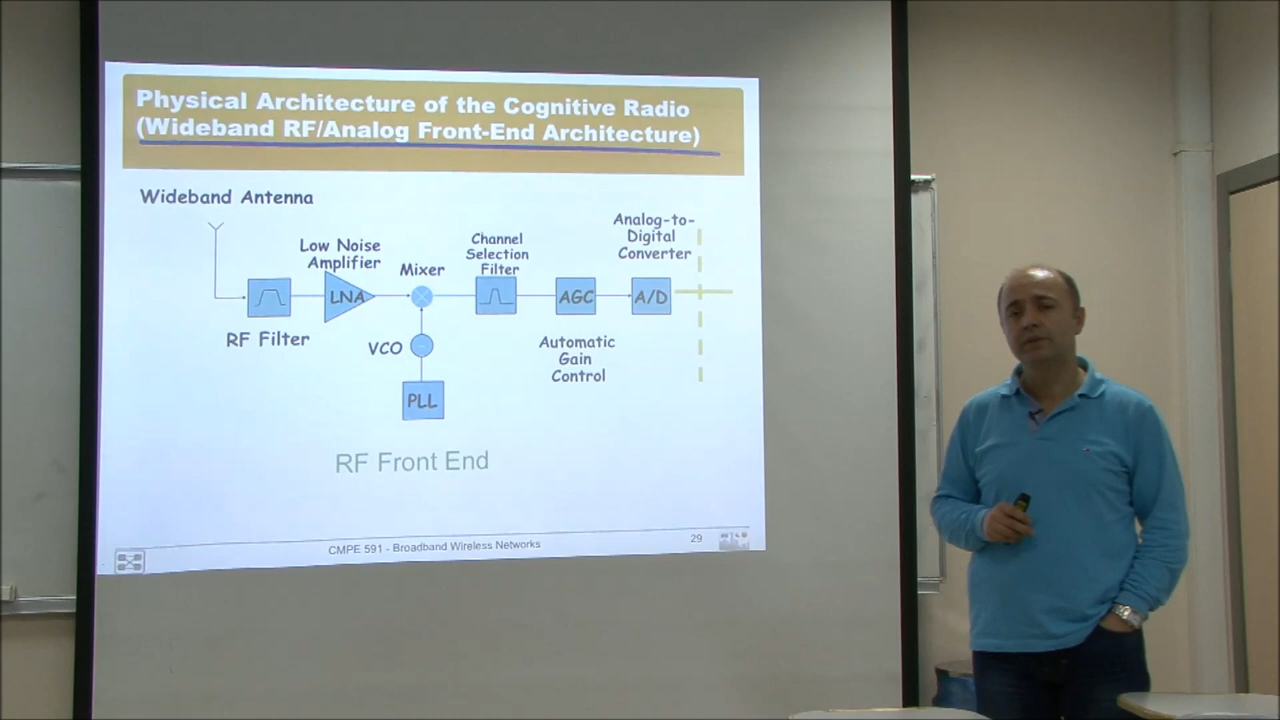 Physical Architecture of the Cognitive Radio
(Wideband RF/Analog Front-End Architecture)
Wideband Antenna
Low Noise
Amplifier
Mixer
Channel
Selection
Filter
Analog-to-
Digital
Converter
LNA
AGC
A/D
RF Filter
VCO
Automatic
Gain
Control
PLL
RF Front End
CMPE 591 - Broadband Wireless Networks
29